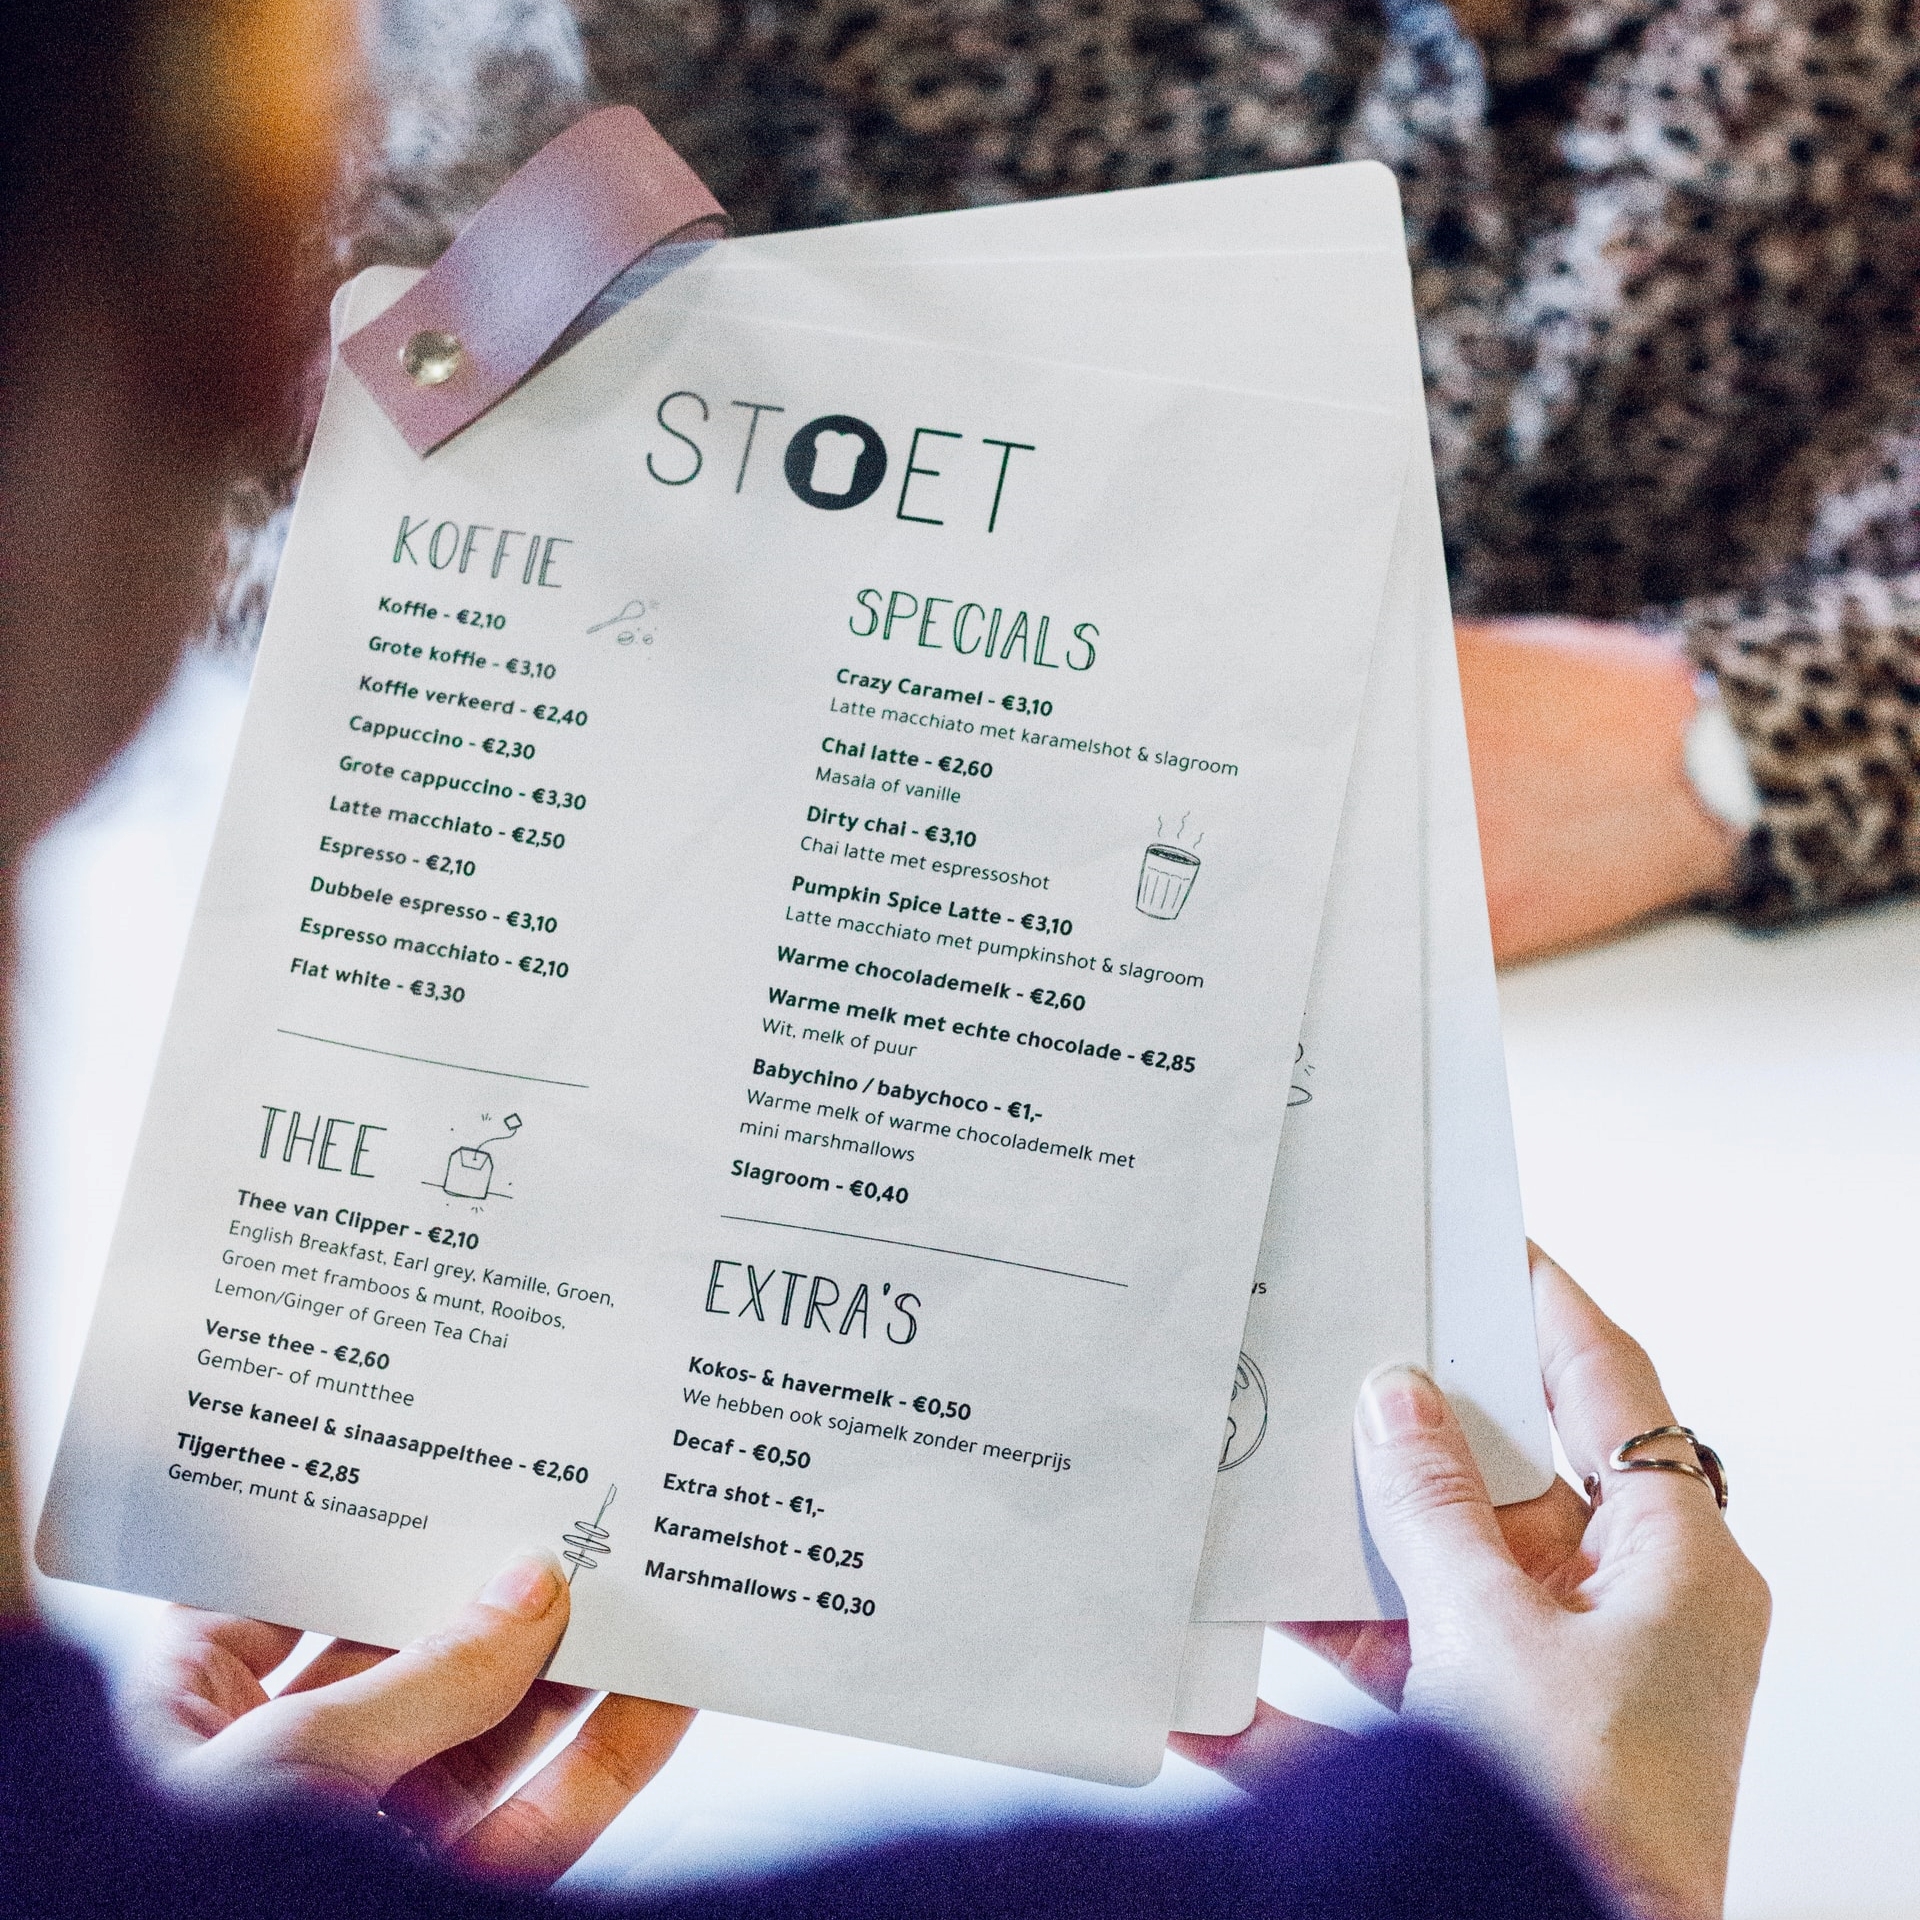 STOET
KOFFIE
Koffie - €2,10
Grote koffie - €3,10
Koffie verkeerd - €2,40
Cappuccino - €2,30
Grote cappuccino - €3,30
Latte macchiato - €2,50
Espresso - €2,10
Dubbele espresso - €3,10
Espresso macchiato - €2,10
Flat white - €3,30
THEE
Thee van Clipper - €2,10
English Breakfast, Earl grey, Kamille, Groen,
Groen met framboos & munt, Rooibos,
Lemon/Ginger of Green Tea Chai
Verse thee - €2,60
Gember- of muntthee
Verse kaneel & sinaasappelthee - €2,60
Tijgerthee - €2,85
Gember, munt & sinaasappel
SPECIALS
Crazy Caramel - €3,10
Latte macchiato met karamelshot & slagroom
Chai latte - €2,60
Masala of vanille
Dirty chai - €3,10
Chai latte met espressoshot
Pumpkin Spice Latte - €3,10
Latte macchiato met pumpkinshot & slagroom
Warme chocolademelk - €2,60
Warme melk met echte chocolade - €2,85
Wit, melk of puur
Babychino / babychoco - €1,-
Warme melk of warme chocolademelk met
mini marshmallows
Slagroom - €0,40
EXTRA'S
Kokos- & havermelk - €0,50
We hebben ook sojamelk zonder meerprijs
Decaf - €0,50
Extra shot - €1,-
Karamelshot - €0,25
Marshmallows - €0,30